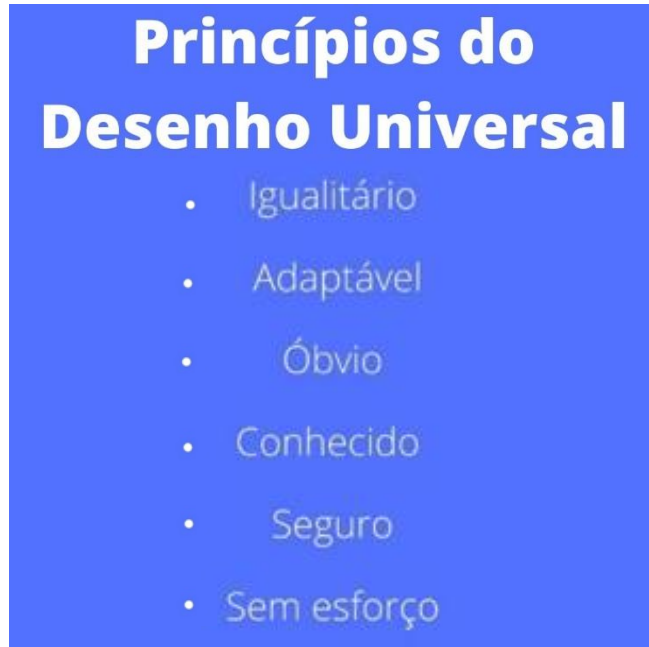 Princípios do
Desenho Universal
• Igualitário
• Adaptável
• Óbvio
• Conhecido
• Seguro
• Sem esforço